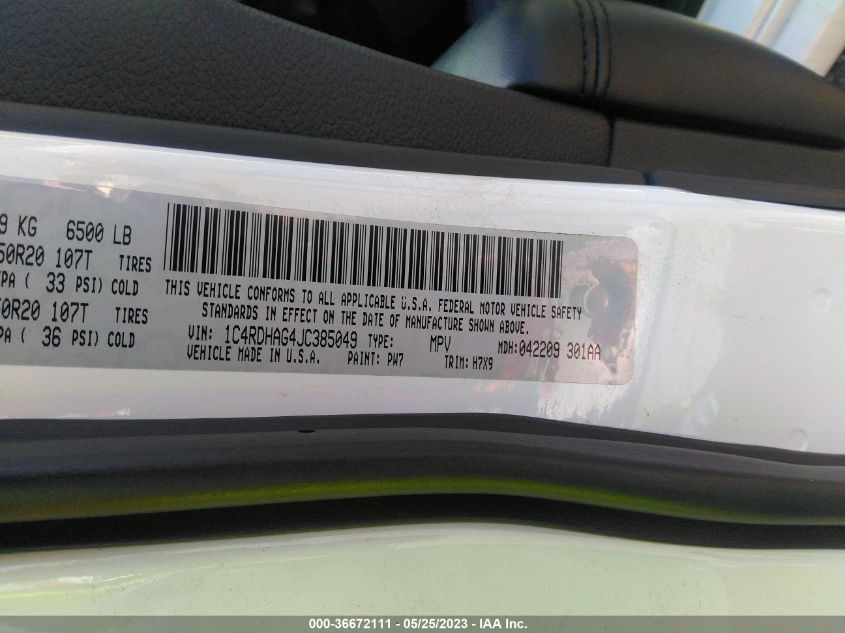 9 KG 6500 LB
50R20 107T TIRES
PA ( 33 PSI) COLD
0R20 107T TIRES
PA ( 36 PSI) COLD
THIS VEHICLE CONFORMS TO ALL APPLICABLE U.S.A. FEDERAL MOTOR VEHICLE SAFETY
STANDARDS IN EFFECT ON THE DATE OF MANUFACTURE SHOWN ABOVE.
VIN: 1C4RDHAG4JC385049 TYPE: MPV MDH: 042209 301AA
VEHICLE MADE IN U.S.A. PAINT: PW7 TRIM: H7X9
000-36672111 - 05/25/2023 - IAA Inc.